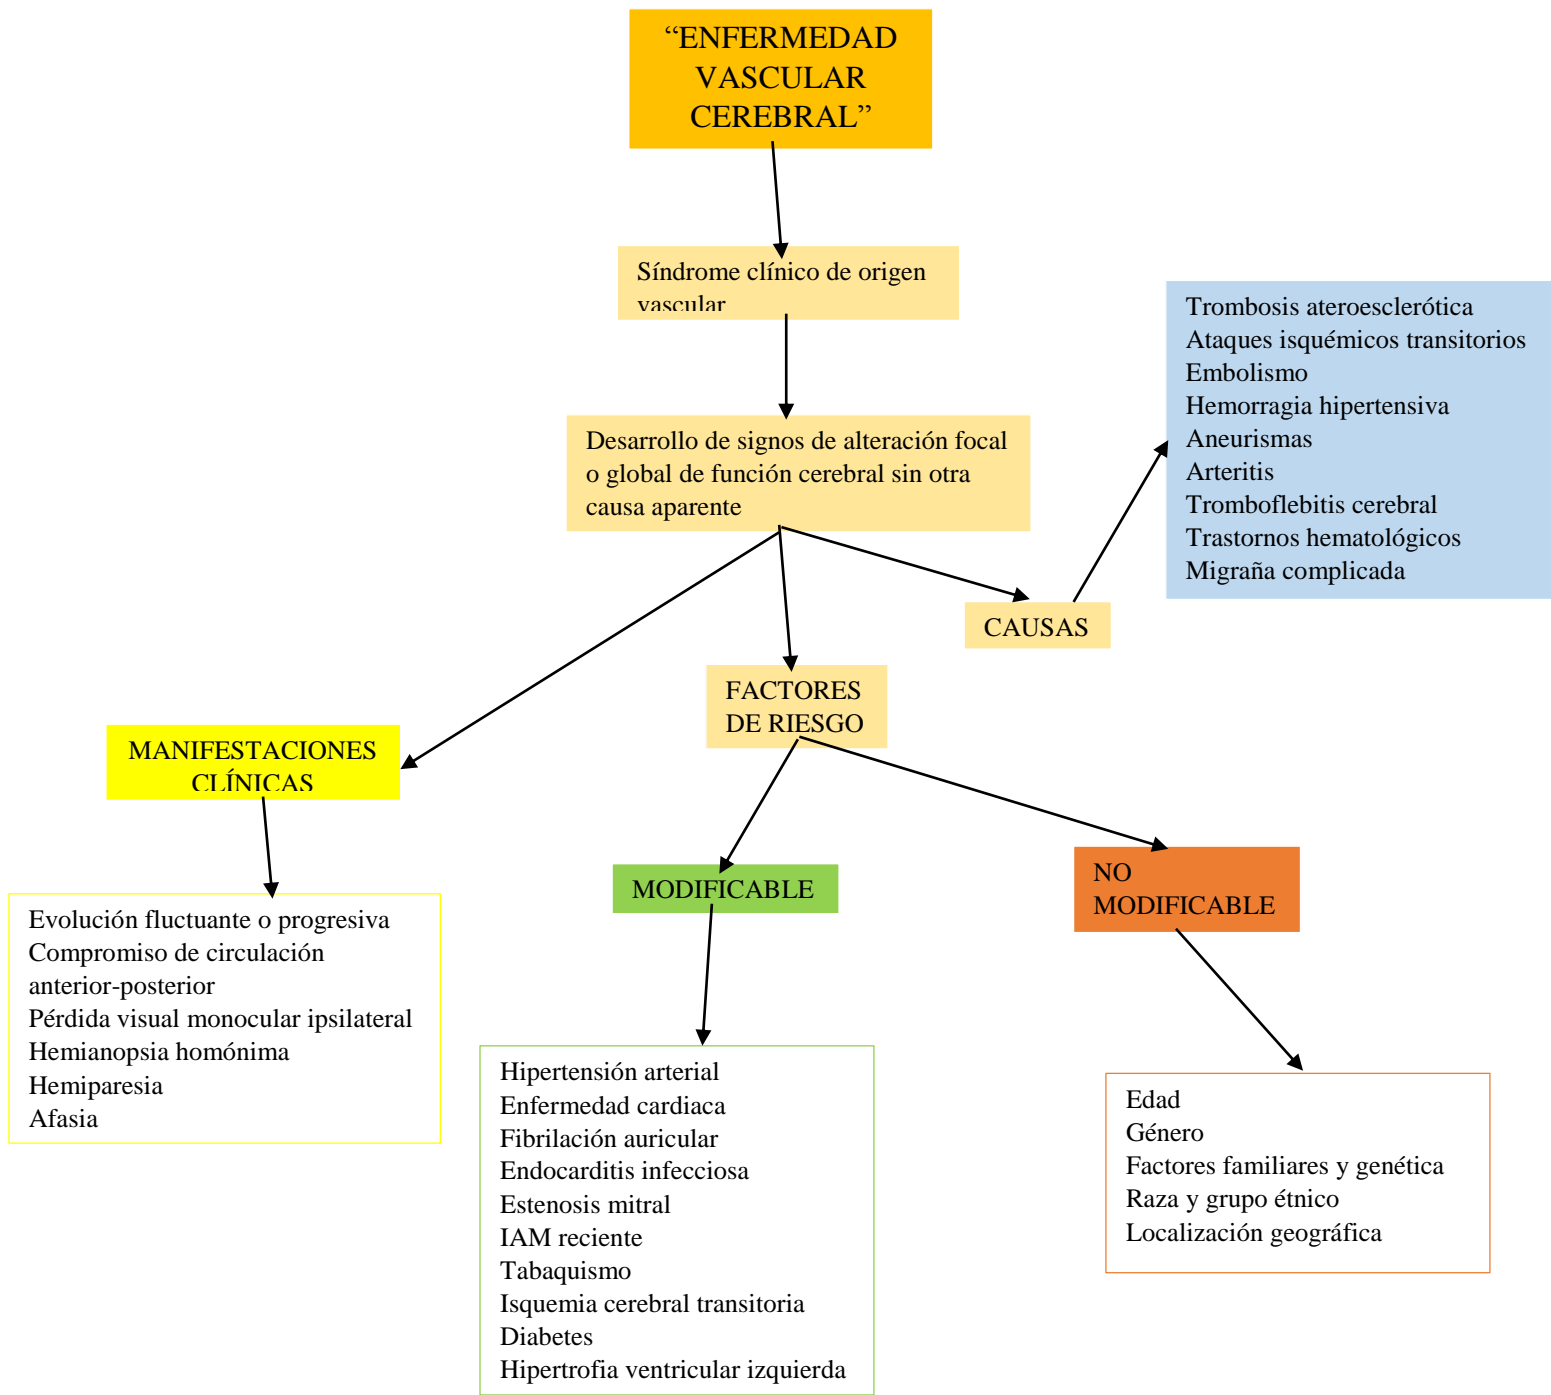 “ENFERMEDAD
VASCULAR
CEREBRAL”
Síndrome clínico de origen
vascular
Desarrollo de signos de alteración focal
o global de función cerebral sin otra
causa aparente
Trombosis ateroesclerótica
Ataques isquémicos transitorios
Embolismo
Hemorragia hipertensiva
Aneurismas
Arteritis
Tromboflebitis cerebral
Trastornos hematológicos
Migraña complicada
CAUSAS
FACTORES
DE RIESGO
MANIFESTACIONES
CLÍNICAS
MODIFICABLE
NO
MODIFICABLE
Evolución fluctuante o progresiva
Compromiso de circulación
anterior-posterior
Pérdida visual monocular ipsilateral
Hemianopsia homónima
Hemiparesia
Afasia
Hipertensión arterial
Enfermedad cardiaca
Fibrilación auricular
Endocarditis infecciosa
Estenosis mitral
IAM reciente
Tabaquismo
Isquemia cerebral transitoria
Diabetes
Hipertrofia ventricular izquierda
Edad
Género
Factores familiares y genética
Raza y grupo étnico
Localización geográfica